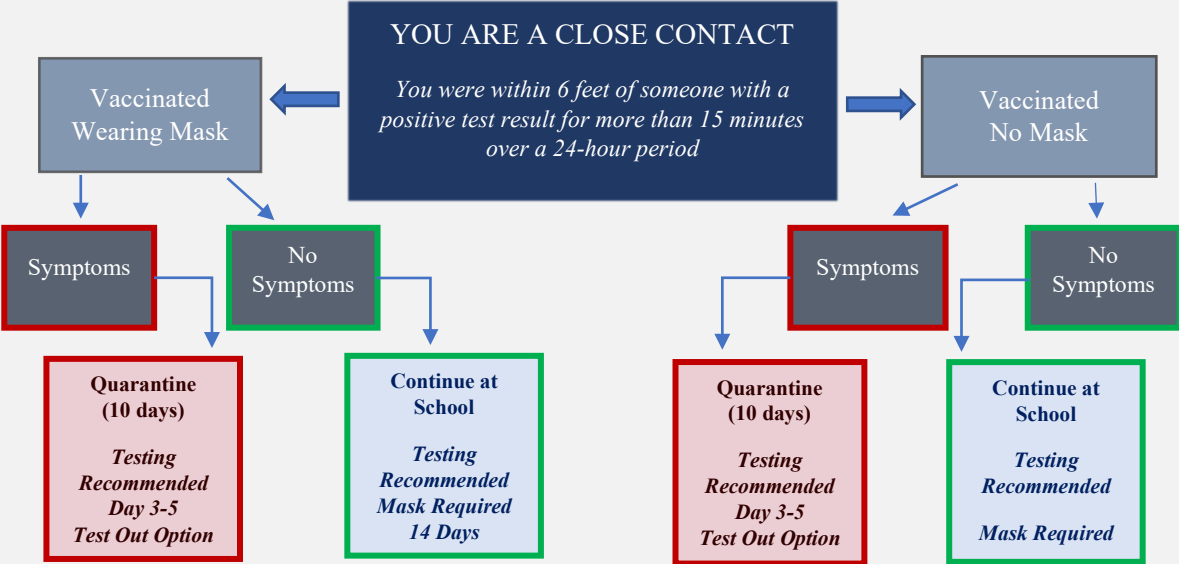 YOU ARE A CLOSE CONTACT
You were within 6 feet of someone with a
positive test result for more than 15 minutes
over a 24-hour period
Vaccinated
Wearing Mask
Vaccinated
No Mask
Symptoms
No
Symptoms
Symptoms
No
Symptoms
Quarantine
(10 days)
Testing
Recommended
Day 3-5
Test Out Option
Continue at
School
Testing
Recommended
Mask Required
14 Days
Quarantine
(10 days)
Testing
Recommended
Day 3-5
Test Out Option
Continue at
School
Testing
Recommended
Mask Required